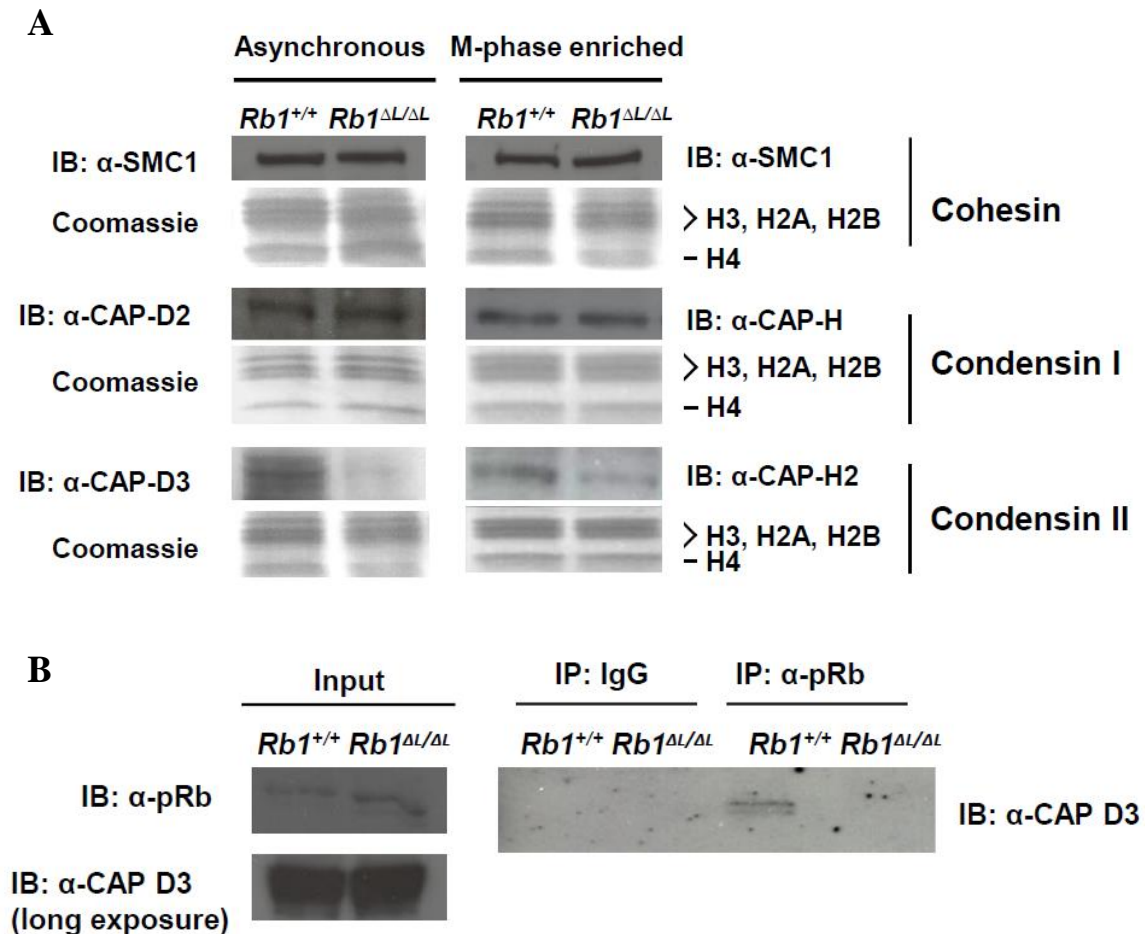 A
Asynchronous M-phase enriched
Rb1+/+ Rb1ΔL/ΔL Rb1+/+ Rb1ΔL/ΔL
IB: α-SMC1 IB: α-SMC1
Coomassie > H3, H2A, H2B Cohesin
– H4
IB: α-CAP-D2 IB: α-CAP-H
Coomassie > H3, H2A, H2B Condensin I
– H4
IB: α-CAP-D3 IB: α-CAP-H2
Coomassie > H3, H2A, H2B Condensin II
– H4
B
Input IP: IgG IP: α-pRb
Rb1+/+ Rb1ΔL/ΔL Rb1+/+ Rb1ΔL/ΔL Rb1+/+ Rb1ΔL/ΔL
IB: α-pRb IB: α-CAP D3
IB: α-CAP D3
(long exposure)